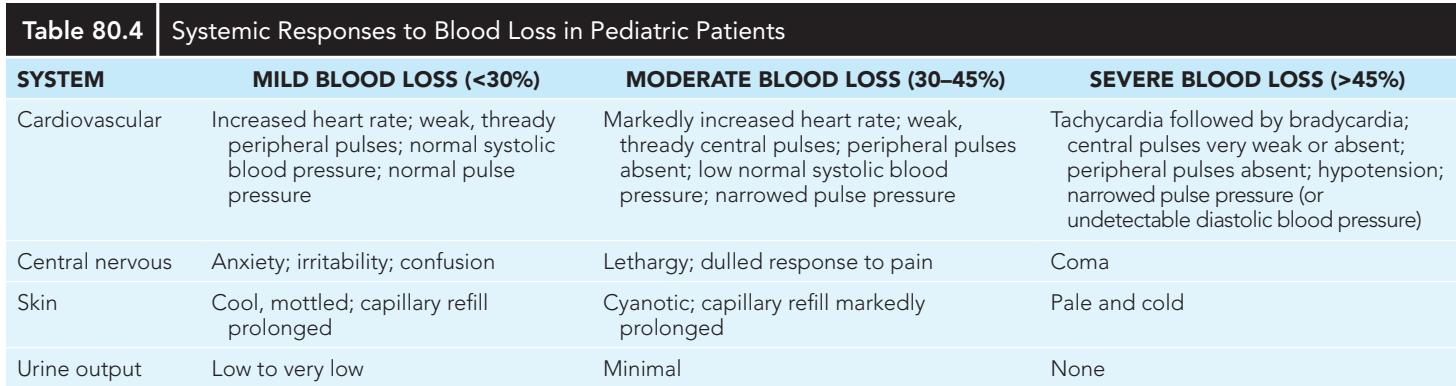 Table 80.4 Systemic Responses to Blood Loss in Pediatric Patients
SYSTEM MILD BLOOD LOSS (<30%) MODERATE BLOOD LOSS (30–45%) SEVERE BLOOD LOSS (>45%)
Cardiovascular Increased heart rate; weak, thready Markedly increased heart rate; weak, Tachycardia followed by bradycardia;
peripheral pulses; normal systolic thready central pulses; peripheral pulses central pulses very weak or absent;
blood pressure; normal pulse absent; low normal systolic blood peripheral pulses absent; hypotension;
pressure pressure; narrowed pulse pressure narrowed pulse pressure (or
undetectable diastolic blood pressure)
Central nervous Anxiety; irritability; confusion Lethargy; dulled response to pain Coma
Skin Cool, mottled; capillary refill Cyanotic; capillary refill markedly Pale and cold
prolonged prolonged
Urine output Low to very low Minimal None